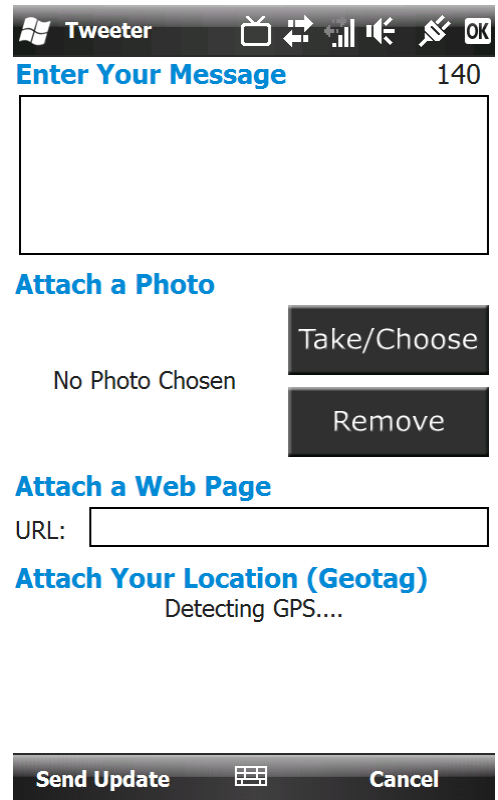 Tweeter OK
Enter Your Message 140
Attach a Photo
Take/Choose
No Photo Chosen
Remove
Attach a Web Page
URL:
Attach Your Location (Geotag)
Detecting GPS....
Send Update Cancel